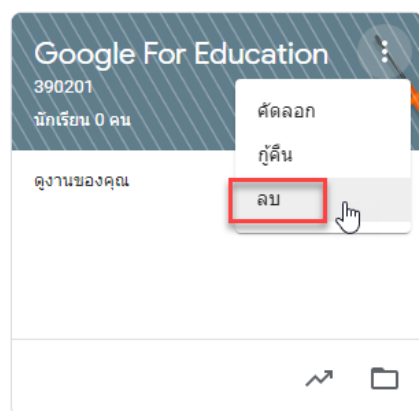 Google For Education
390201
นักเรียน 0 คน
คัดลอก
กู้คืน
ลบ
ดูงานของคุณ